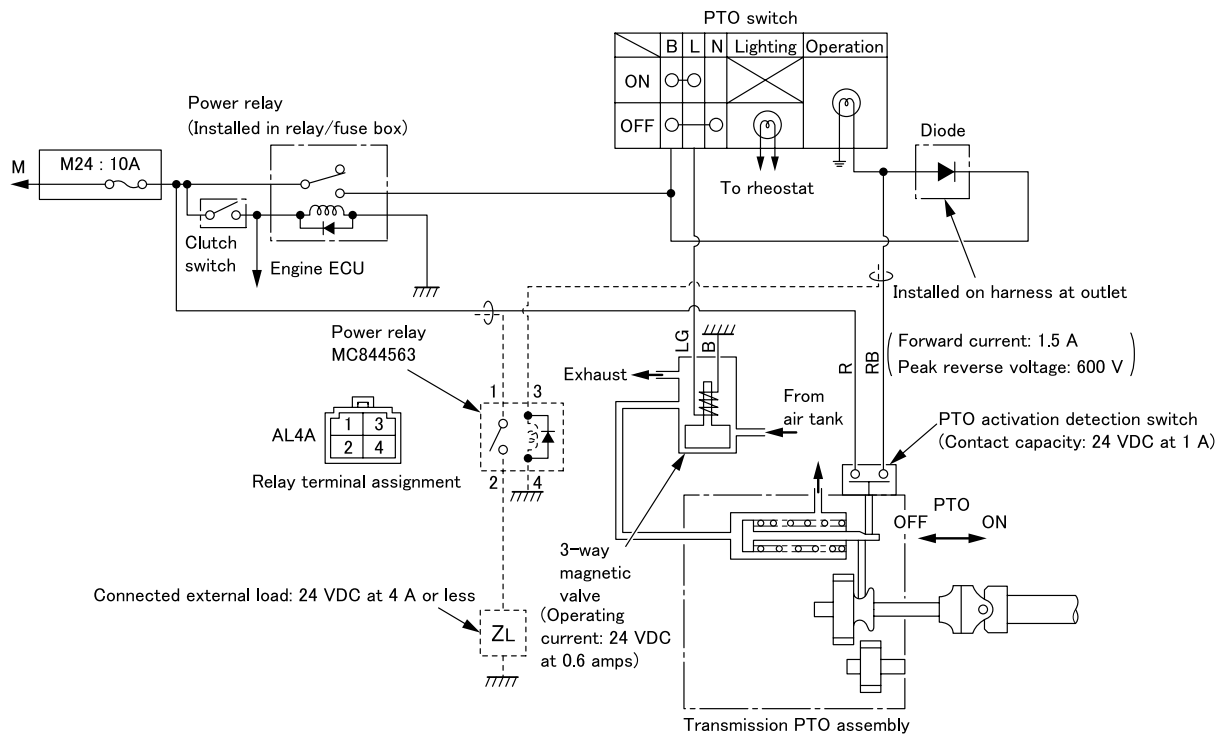 PTO switch
B L N Lighting Operation
ON
OFF
Power relay
(Installed in relay/fuse box)
Diode
M
M24 : 10A
To rheostat
Clutch
switch
Engine ECU
Installed on harness at outlet
Power relay
MC844563
LG
B
R
RB
(Forward current: 1.5 A
Peak reverse voltage: 600 V)
Exhaust
From
air tank
1 3
AL4A
1 3
2 4
PTO activation detection switch
(Contact capacity: 24 VDC at 1 A)
Relay terminal assignment
2 4
PTO
OFF ON
3-way
magnetic
valve
(Operating
current: 24 VDC
at 0.6 amps)
Connected external load: 24 VDC at 4 A or less
ZL
Transmission PTO assembly